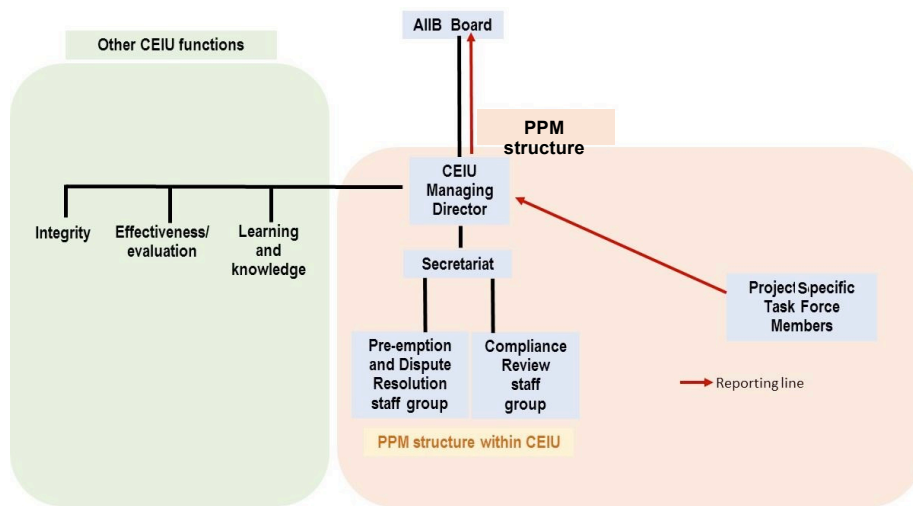 AIIB Board
Other CEIU functions
PPM
structure
CEIU
Managing
Director
Integrity
Effectiveness/
evaluation
Learning
and
knowledge
Secretariat
Project Specific
Task Force
Members
Pre-emption
and Dispute
Resolution
staff group
Compliance
Review
staff
group
Reporting line
PPM structure within CEIU